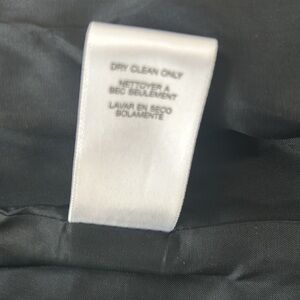 DRY CLEAN ONLY
NETTOYER A
SEC SEULEMENT
LAVAR EN SECO
SOLAMENTE